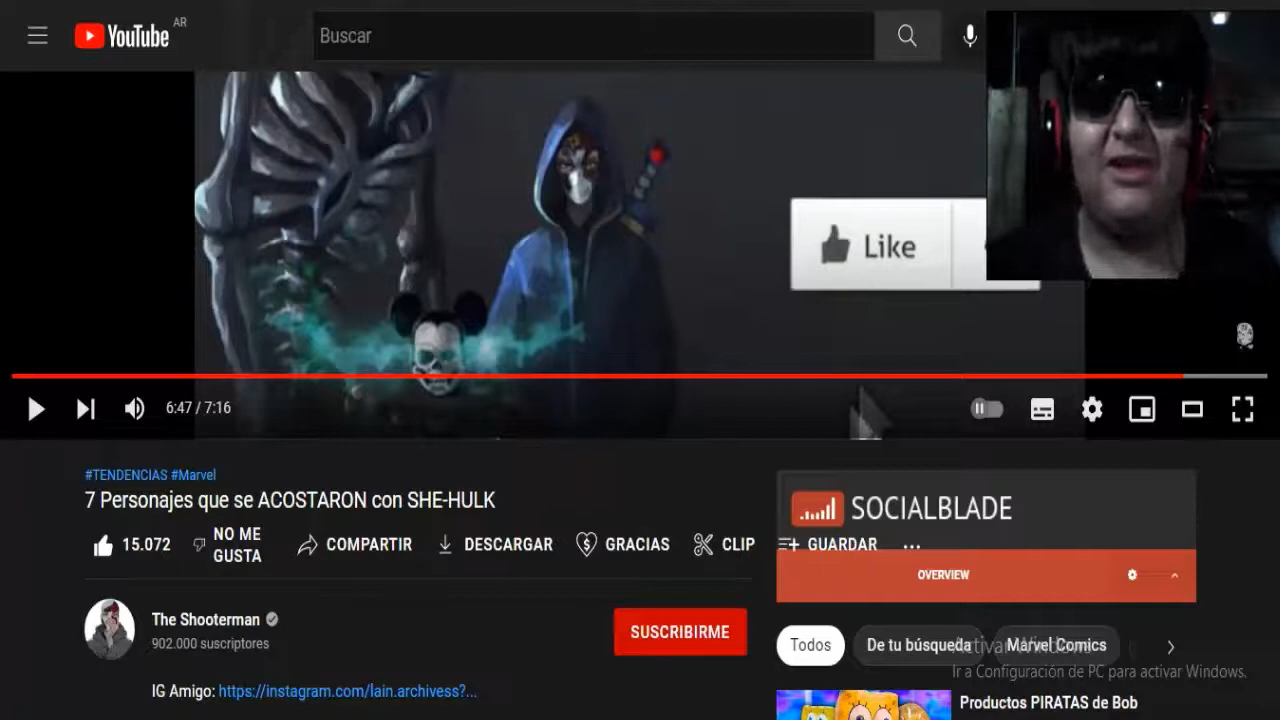 YouTube
AR
Buscar
Like
6:47 / 7:16
#TENDENCIAS #Marvel
7 Personajes que se ACOSTARON con SHE-HULK
15.072
NO ME GUSTA
COMPARTIR
DESCARGAR
GRACIAS
CLIP
GUARDAR
...
SOCIALBLADE
OVERVIEW
The Shooterman
902.000 suscriptores
SUSCRIBIRME
Todos
De tu búsqueda
Marvel Comics
Activar Windows
Ir a Configuración de PC para activar Windows.
IG Amigo: https://instagram.com/lain.archivess?...
Productos PIRATAS de Bob